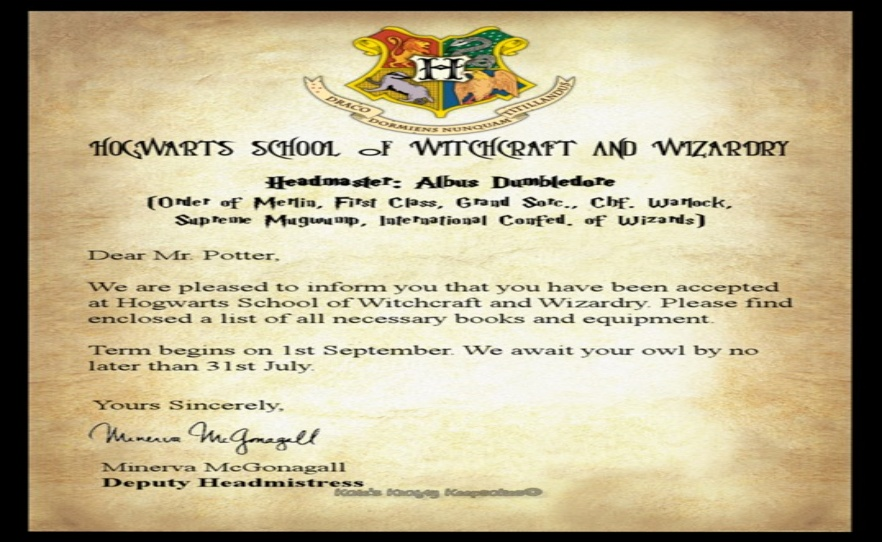 H
DRACO DORMIENS NUNQUAM TITILLANDUS
HOGWARTS SCHOOL OF WITCHCRAFT AND WIZARDRY
Headmaster: Albus Dumbledore
(Order of Merlin, First Class, Grand Sorc., Chf. Warlock,
Supreme Mugwump, International Confed. of Wizards)
Dear Mr. Potter,
We are pleased to inform you that you have been accepted
at Hogwarts School of Witchcraft and Wizardry. Please find
enclosed a list of all necessary books and equipment.
Term begins on 1st September. We await your owl by no
later than 31st July.
Yours Sincerely,
Minerva McGonagall
Minerva McGonagall
Deputy Headmistress